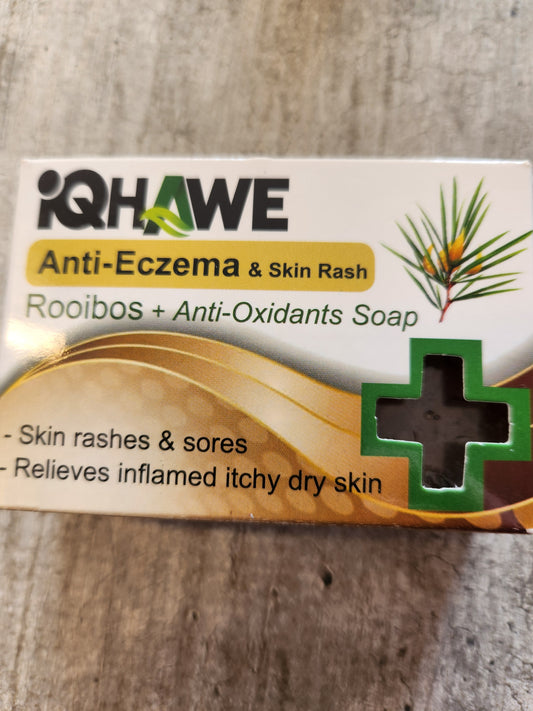 iQHAWE
Anti-Eczema & Skin Rash
Rooibos + Anti-Oxidants Soap
- Skin rashes & sores
- Relieves inflamed itchy dry skin